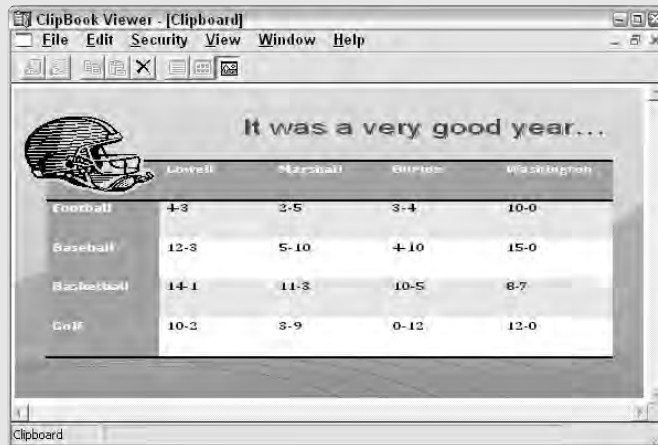 ClipBook Viewer - [Clipboard]
File Edit Security View Window Help
It was a very good year...
Lowell Marshall Washington
Football 4-3 2-5 3-4 10-0
Baseball 12-3 5-10 4-10 15-0
Basketball 14-1 11-3 10-5 8-7
Golf 10-2 3-9 0-12 12-0
Clipboard